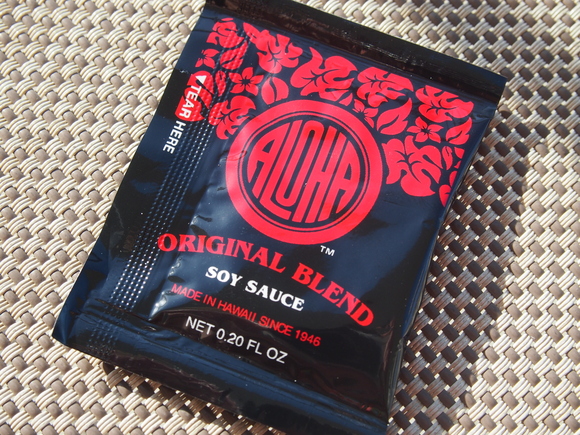 TEAR HERE
ALOHA
TM
ORIGINAL BLEND
SOY SAUCE
MADE IN HAWAII SINCE 1946
NET 0.20 FL OZ